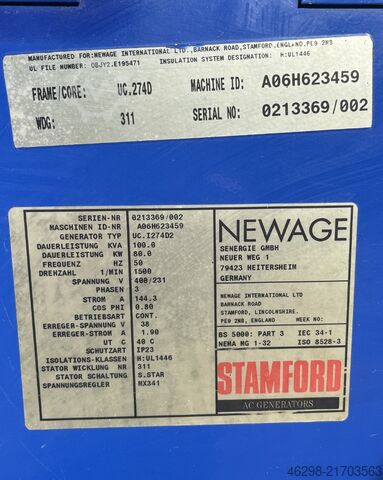 MANUFACTURED FOR:NEWAGE INTERNATIONAL LTD.,BARNACK ROAD,STAMFORD,ENGLAND,PE9 2NB
UL FILE NUMBER: OBJY2.E195471 INSULATION SYSTEM DESIGNATION: H:UL1446
FRAME/CORE: UC.274D MACHINE ID: A06H623459
WDG: 311 SERIAL NO: 0213369/002
SERIEN-NR 0213369/002
MASCHINEN ID-NR A06H623459
GENERATOR TYP UC.I274D2
DAUERLEISTUNG KVA 100.0
DAUERLEISTUNG KW 80.0
FREQUENZ HZ 50
DREHZAHL 1/MIN 1500
SPANNUNG V 400/231
PHASEN 3
STROM A 144.3
COS PHI 0.80
BETRIEBSART CONT.
ERREGER-SPANNUNG V 38
ERREGER-STROM A 1.90
UT C 40 C
SCHUTZART IP23
ISOLATIONS-KLASSEN H:UL1446
STATOR WICKLUNG NR 311
STATOR SCHALTUNG S.STAR
SPANNUNGSREGLER MX341
NEWAGE
SENERGIE GMBH
NEUER WEG 1
79423 HEITERSHEIM
GERMANY
NEWAGE INTERNATIONAL LTD
BARNACK ROAD
STAMFORD, LINCOLNSHIRE,
PE9 2NB, ENGLAND WEEK NO:
BS 5000: PART 3 IEC 34-1
NEMA MG 1-32 ISO 8528-3
STAMFORD
AC GENERATORS
46298-21703563